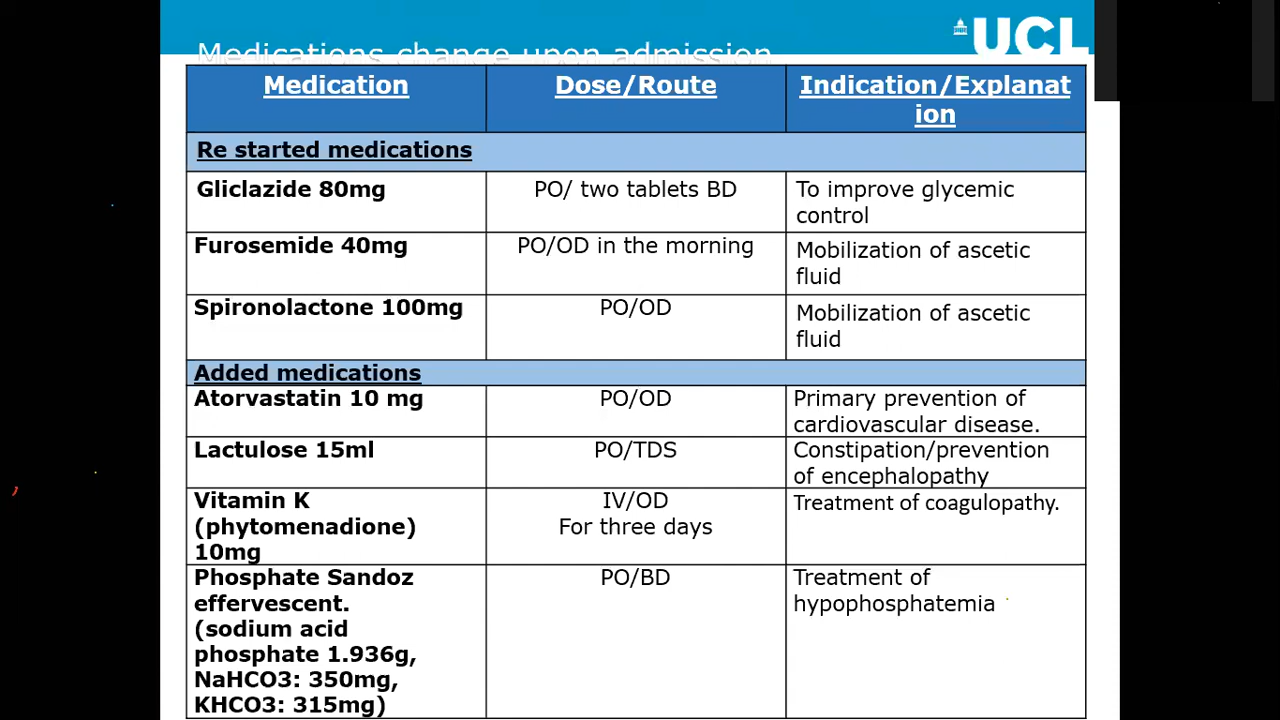 Medications change upon admission
UCL
Medication Dose/Route Indication/Explanat
ion
Re started medications
Gliclazide 80mg PO/ two tablets BD To improve glycemic
control
Furosemide 40mg PO/OD in the morning Mobilization of ascetic
fluid
Spironolactone 100mg PO/OD Mobilization of ascetic
fluid
Added medications
Atorvastatin 10 mg PO/OD Primary prevention of
cardiovascular disease.
Lactulose 15ml PO/TDS Constipation/prevention
of encephalopathy
Vitamin K IV/OD Treatment of coagulopathy.
(phytomenadione) For three days
10mg
Phosphate Sandoz PO/BD Treatment of
effervescent. hypophosphatemia
(sodium acid
phosphate 1.936g,
NaHCO3: 350mg,
KHCO3: 315mg)